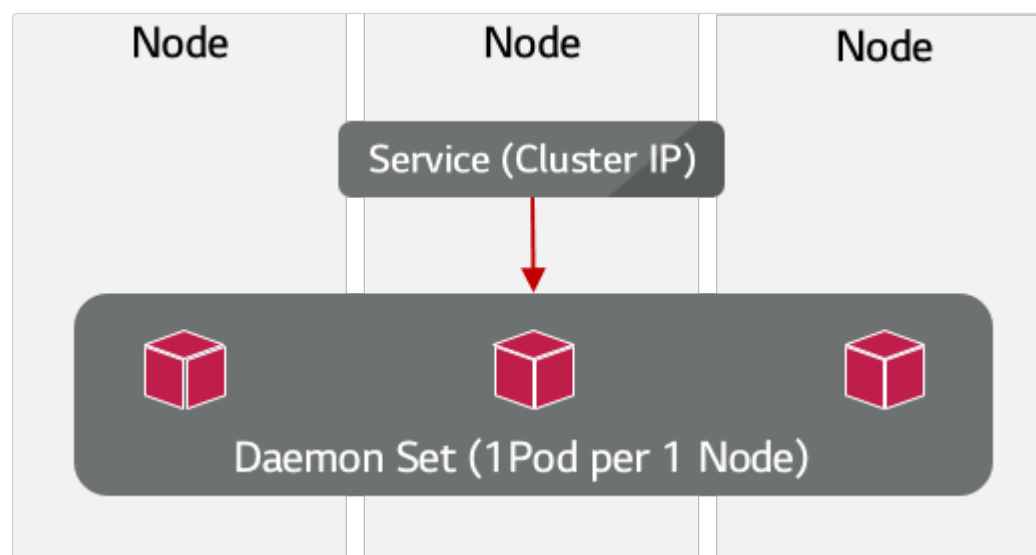 Node
Node
Node
Service (Cluster IP)
Daemon Set (1Pod per 1 Node)